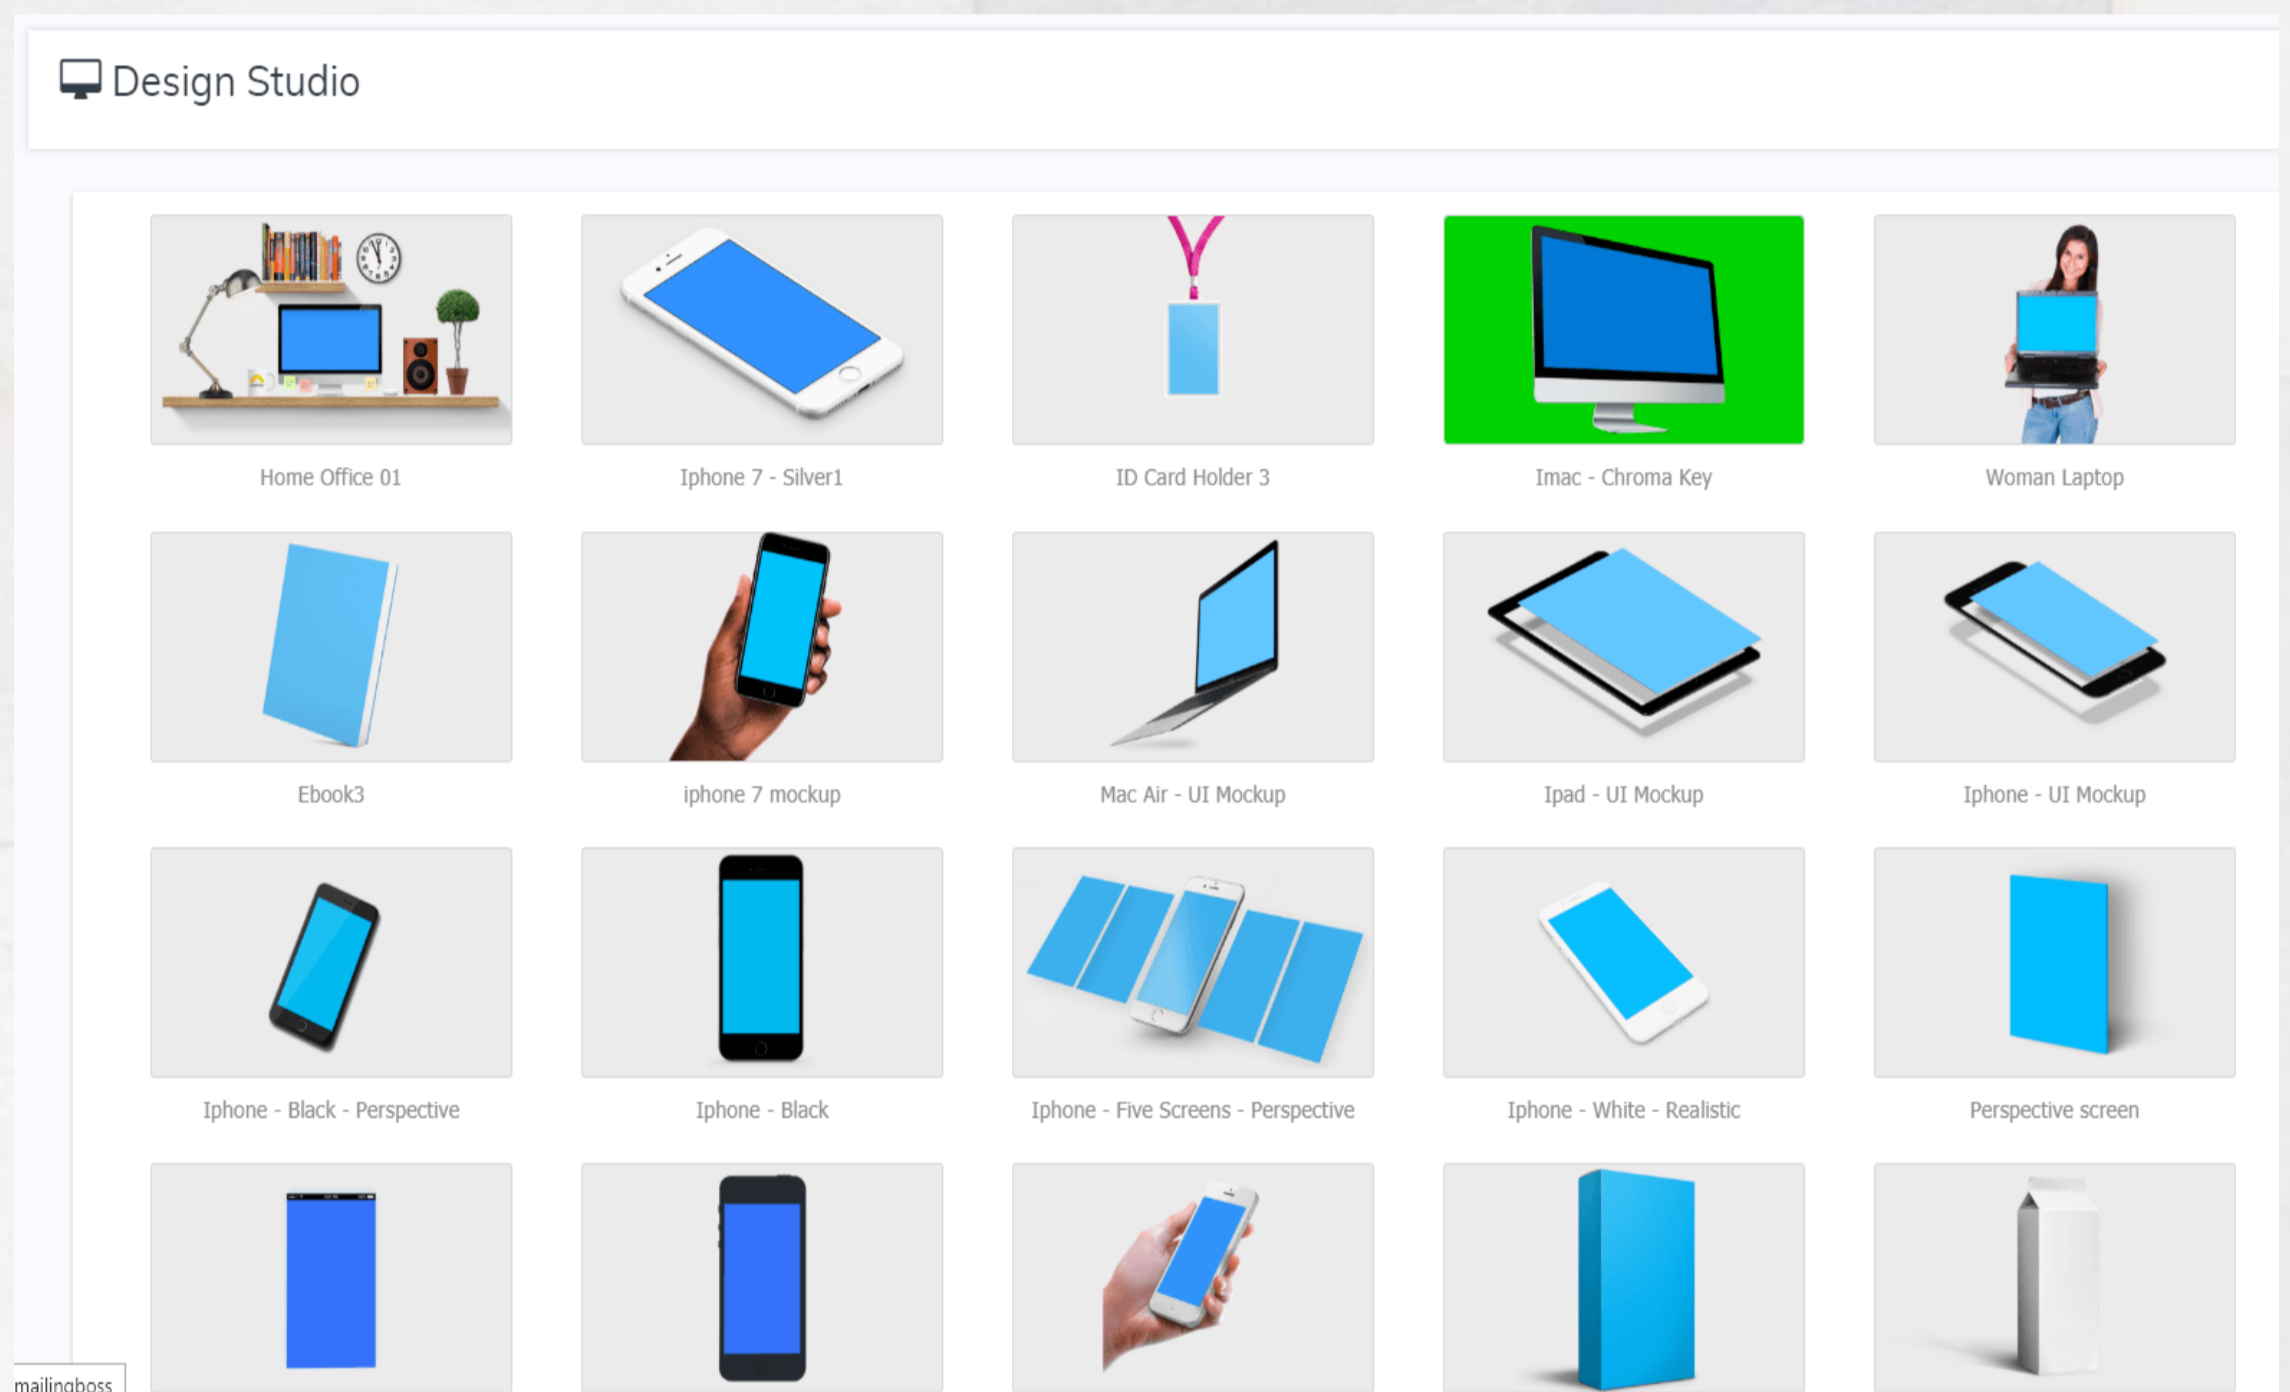 Design Studio
Home Office 01
Iphone 7 - Silver1
ID Card Holder 3
Imac - Chroma Key
Woman Laptop
Ebook3
iphone 7 mockup
Mac Air - UI Mockup
Ipad - UI Mockup
Iphone - UI Mockup
Iphone - Black - Perspective
Iphone - Black
Iphone - Five Screens - Perspective
Iphone - White - Realistic
Perspective screen
mailingboss